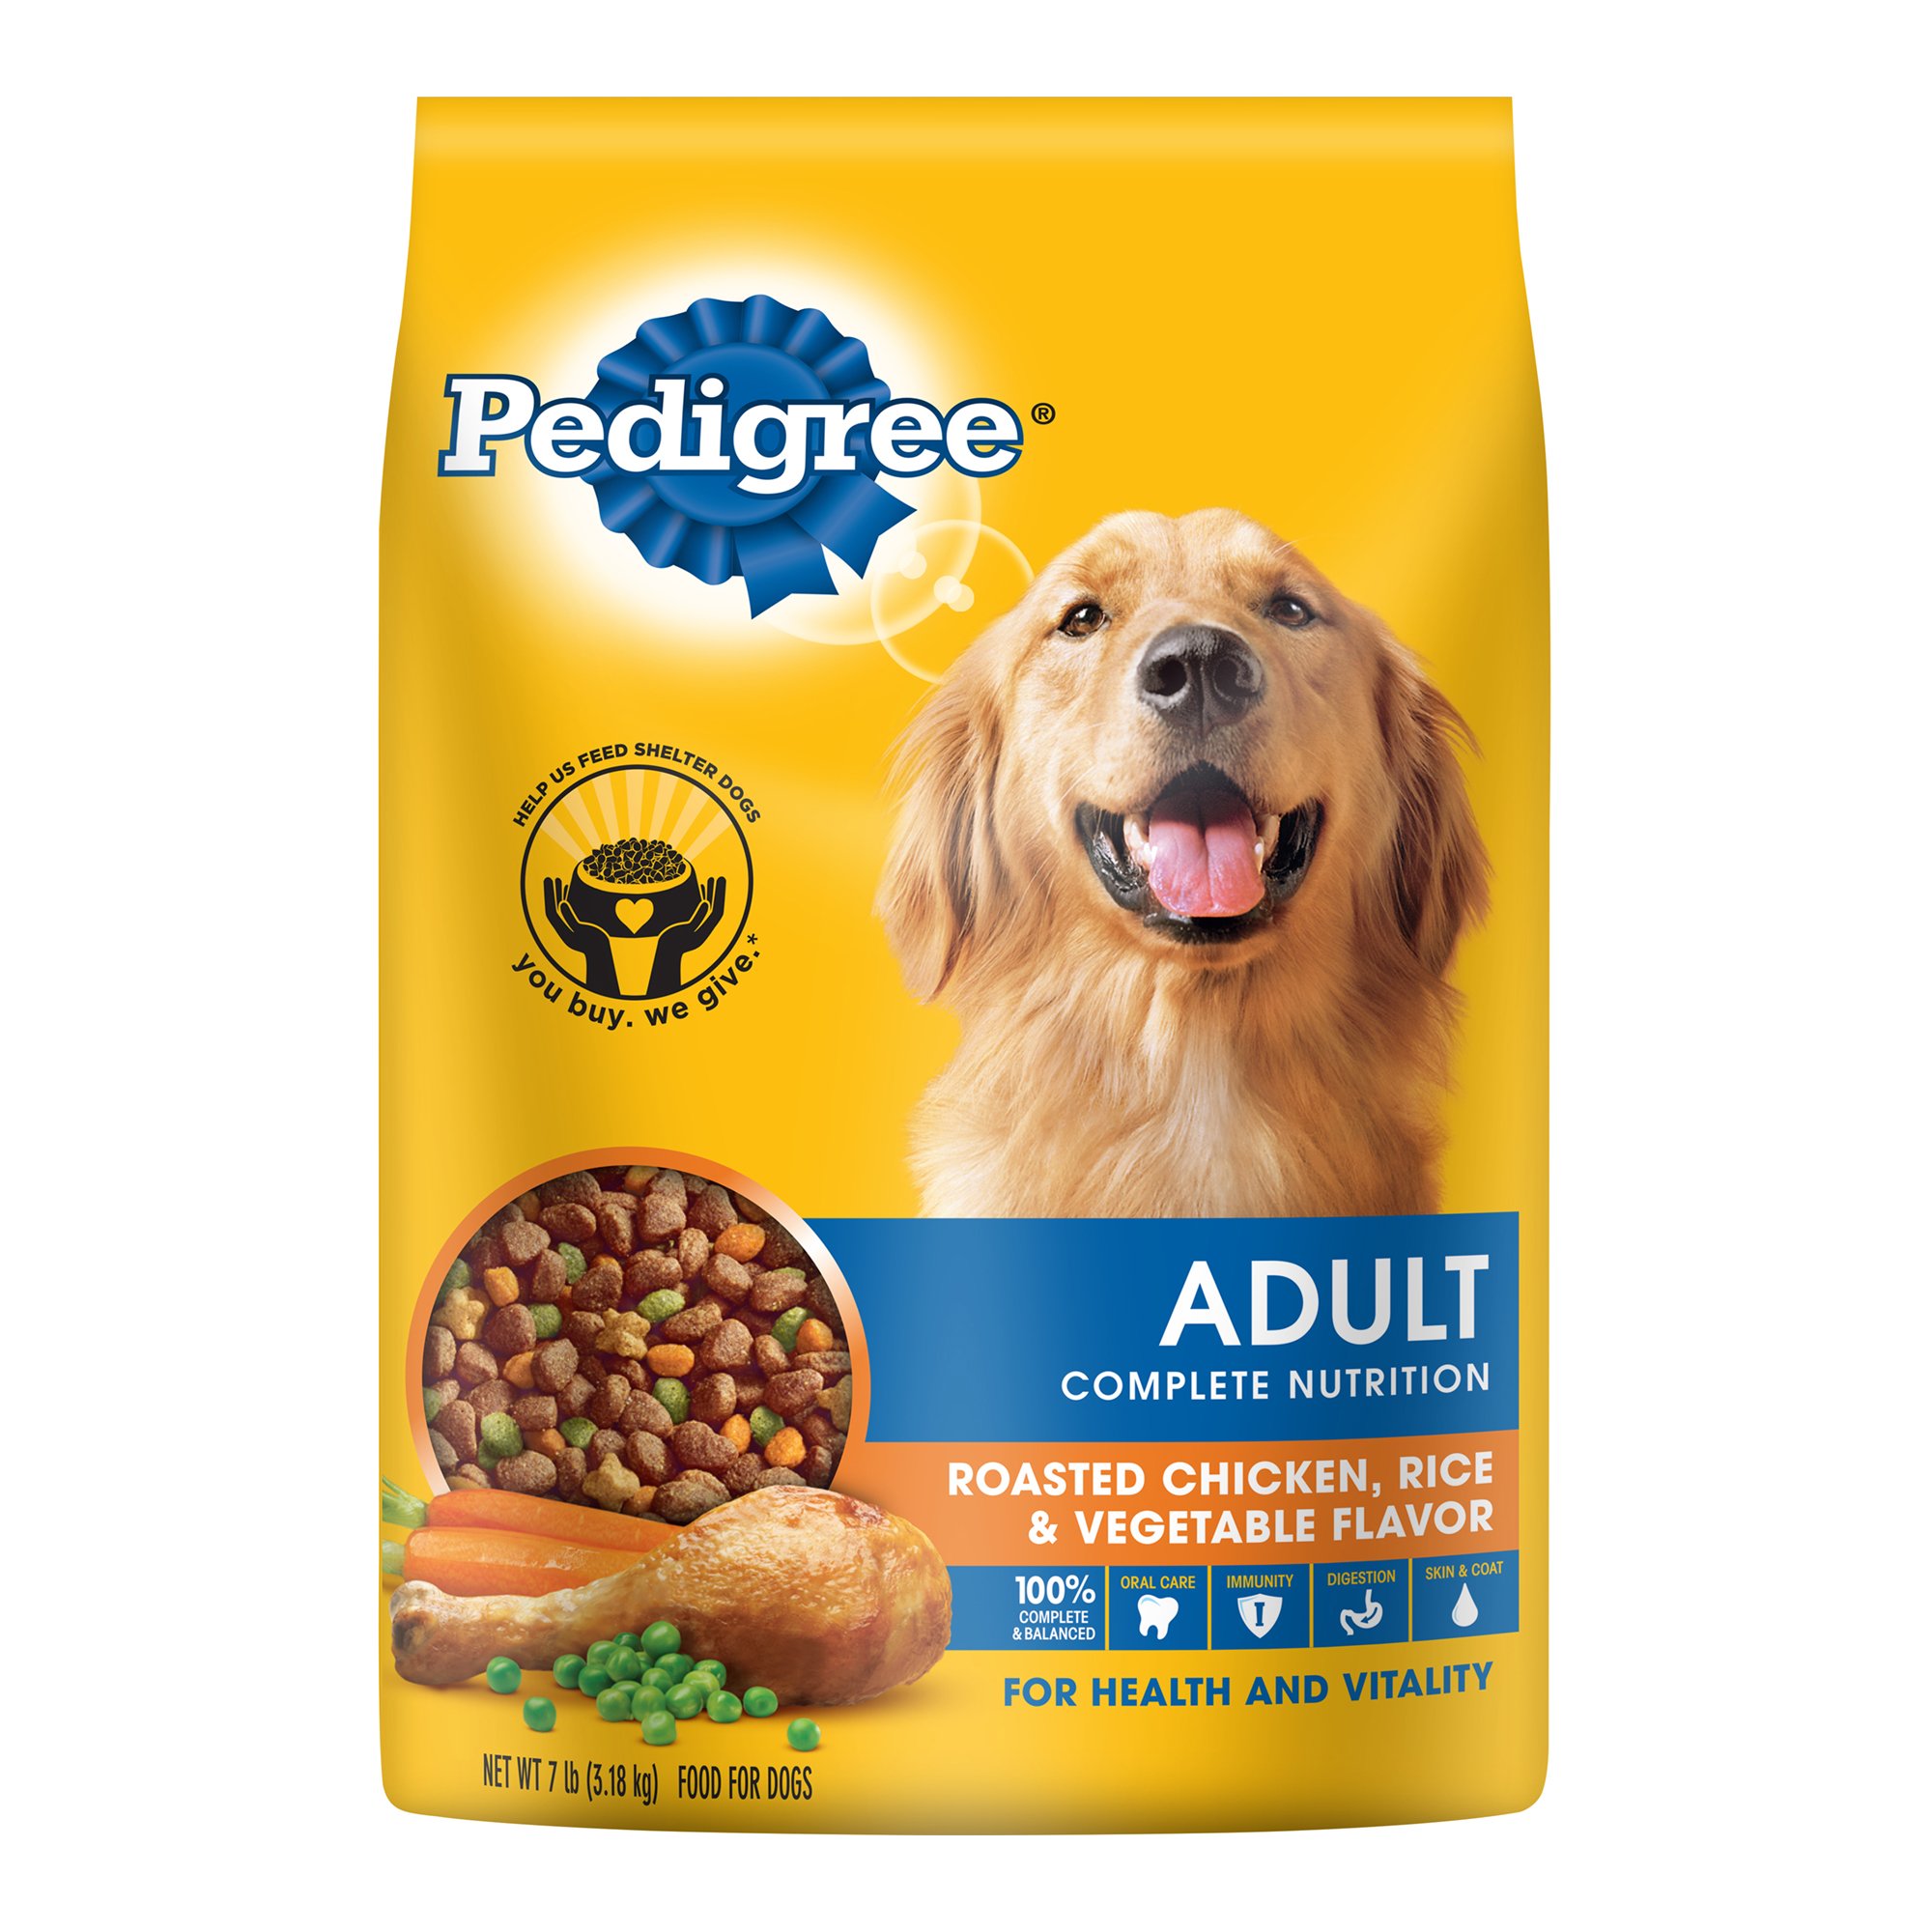 Pedigree®
HELP US FEED SHELTER DOGS
you buy. we give.*
ADULT
COMPLETE NUTRITION
ROASTED CHICKEN, RICE
& VEGETABLE FLAVOR
100%
COMPLETE
& BALANCED
ORAL CARE
IMMUNITY
I
DIGESTION
SKIN & COAT
FOR HEALTH AND VITALITY
NET WT 7 lb (3.18 kg) FOOD FOR DOGS